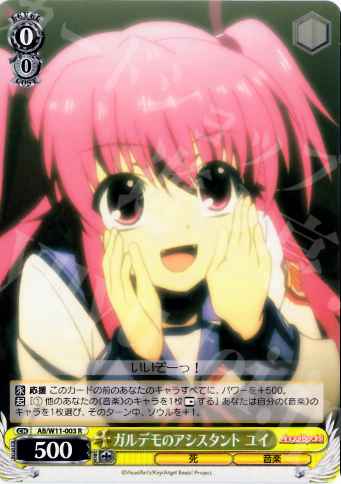 LEVEL
0
0
COST
いいぞーっ！
永 応援 このカードの前のあなたのキャラすべてに、パワーを+500。
起 [① 他のあなたの《音楽》のキャラを1枚 する] あなたは自分の《音楽》の
キャラを1枚選び、そのターン中、ソウルを+1。
CH AB/W11-003 R
500
ガルデモのアシスタント ユイ
Angel Beats!
死 音楽
©VisualArt's/Key/Angel Beats! Project